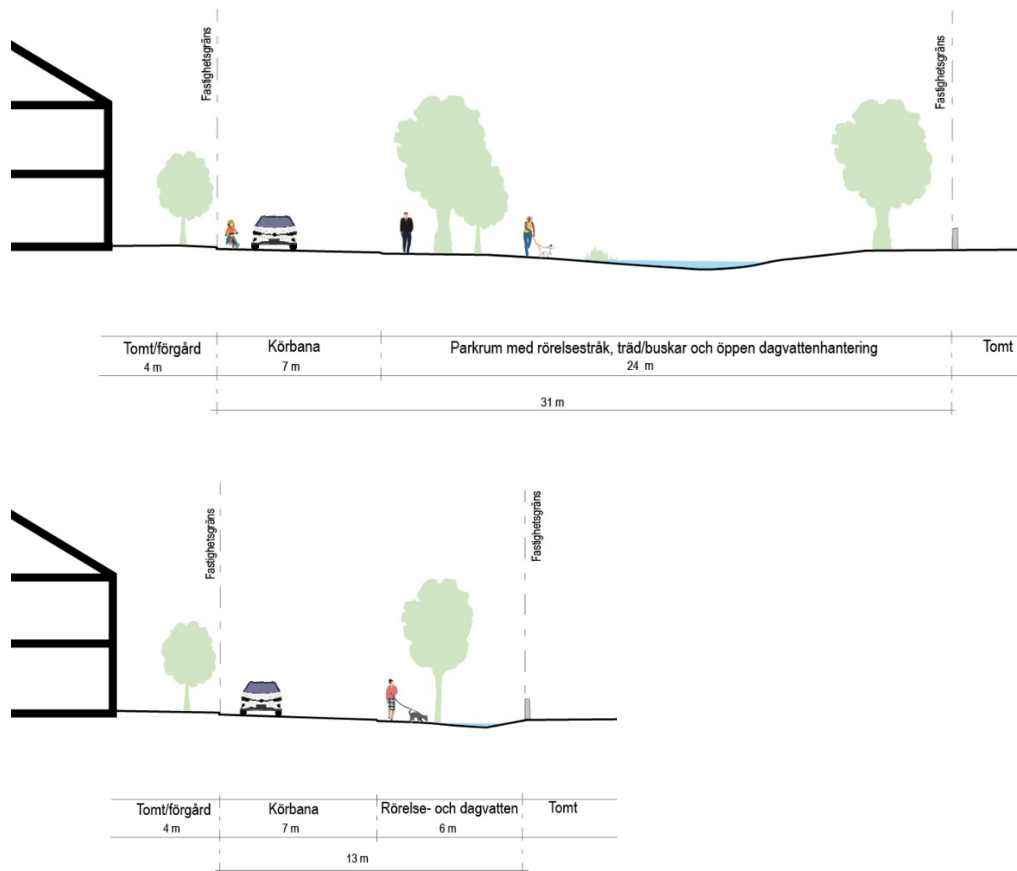 Fastighetsgräns
Fastighetsgräns
Tomt/förgård Körbana Parkrum med rörelsestråk, träd/buskar och öppen dagvattenhantering Tomt
4 m 7 m 24 m
31 m
Fastighetsgräns
Fastighetsgräns
Tomt/förgård Körbana Rörelse- och dagvatten Tomt
4 m 7 m 6 m
13 m